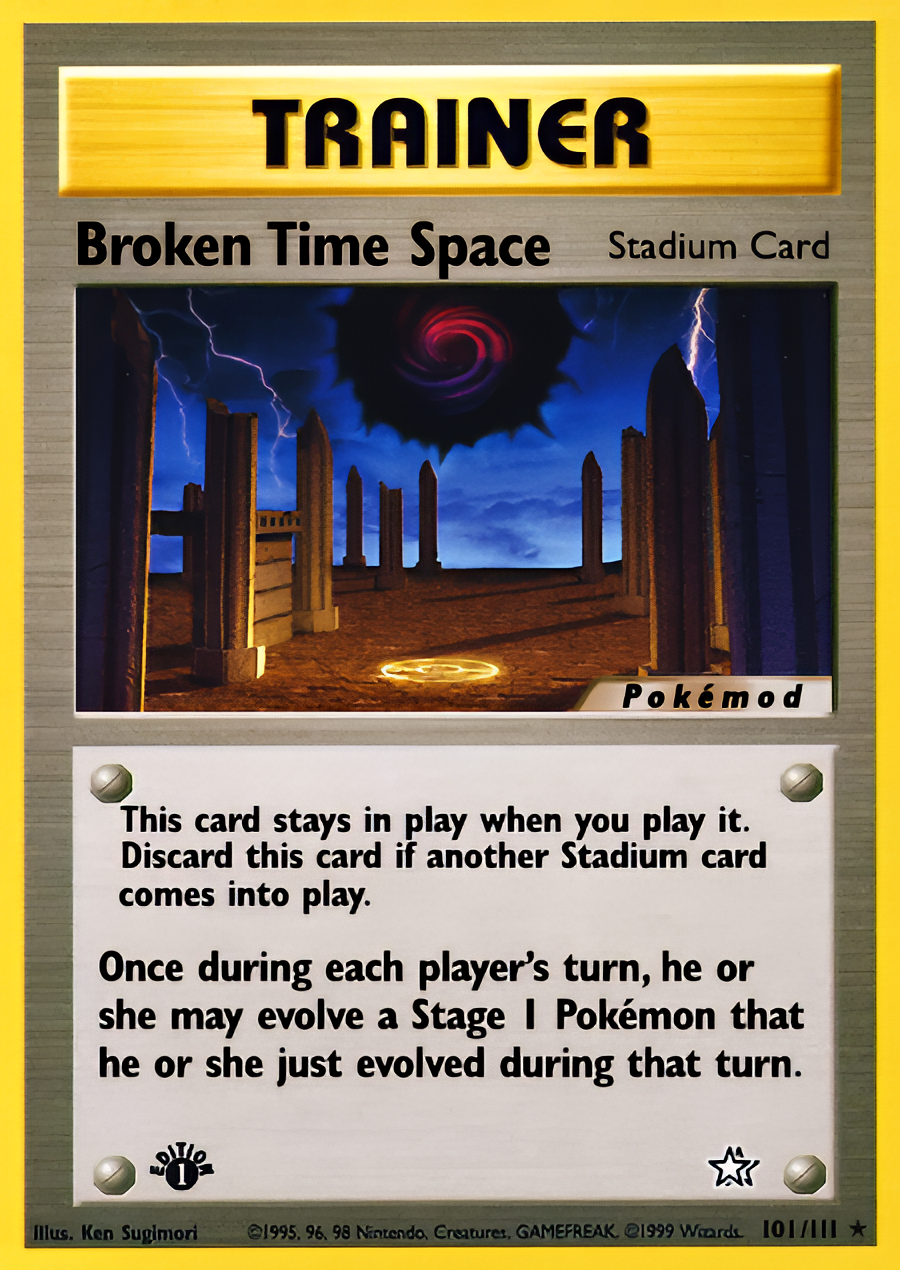 TRAINER
Broken Time Space Stadium Card
Pokémod
This card stays in play when you play it.
Discard this card if another Stadium card
comes into play.
Once during each player's turn, he or
she may evolve a Stage 1 Pokémon that
he or she just evolved during that turn.
EDITION
1
Illus. Ken Sugimori ©1995, 96, 98 Nintendo, Creatures, GAMEFREAK. ©1999 Wizards. 101/111